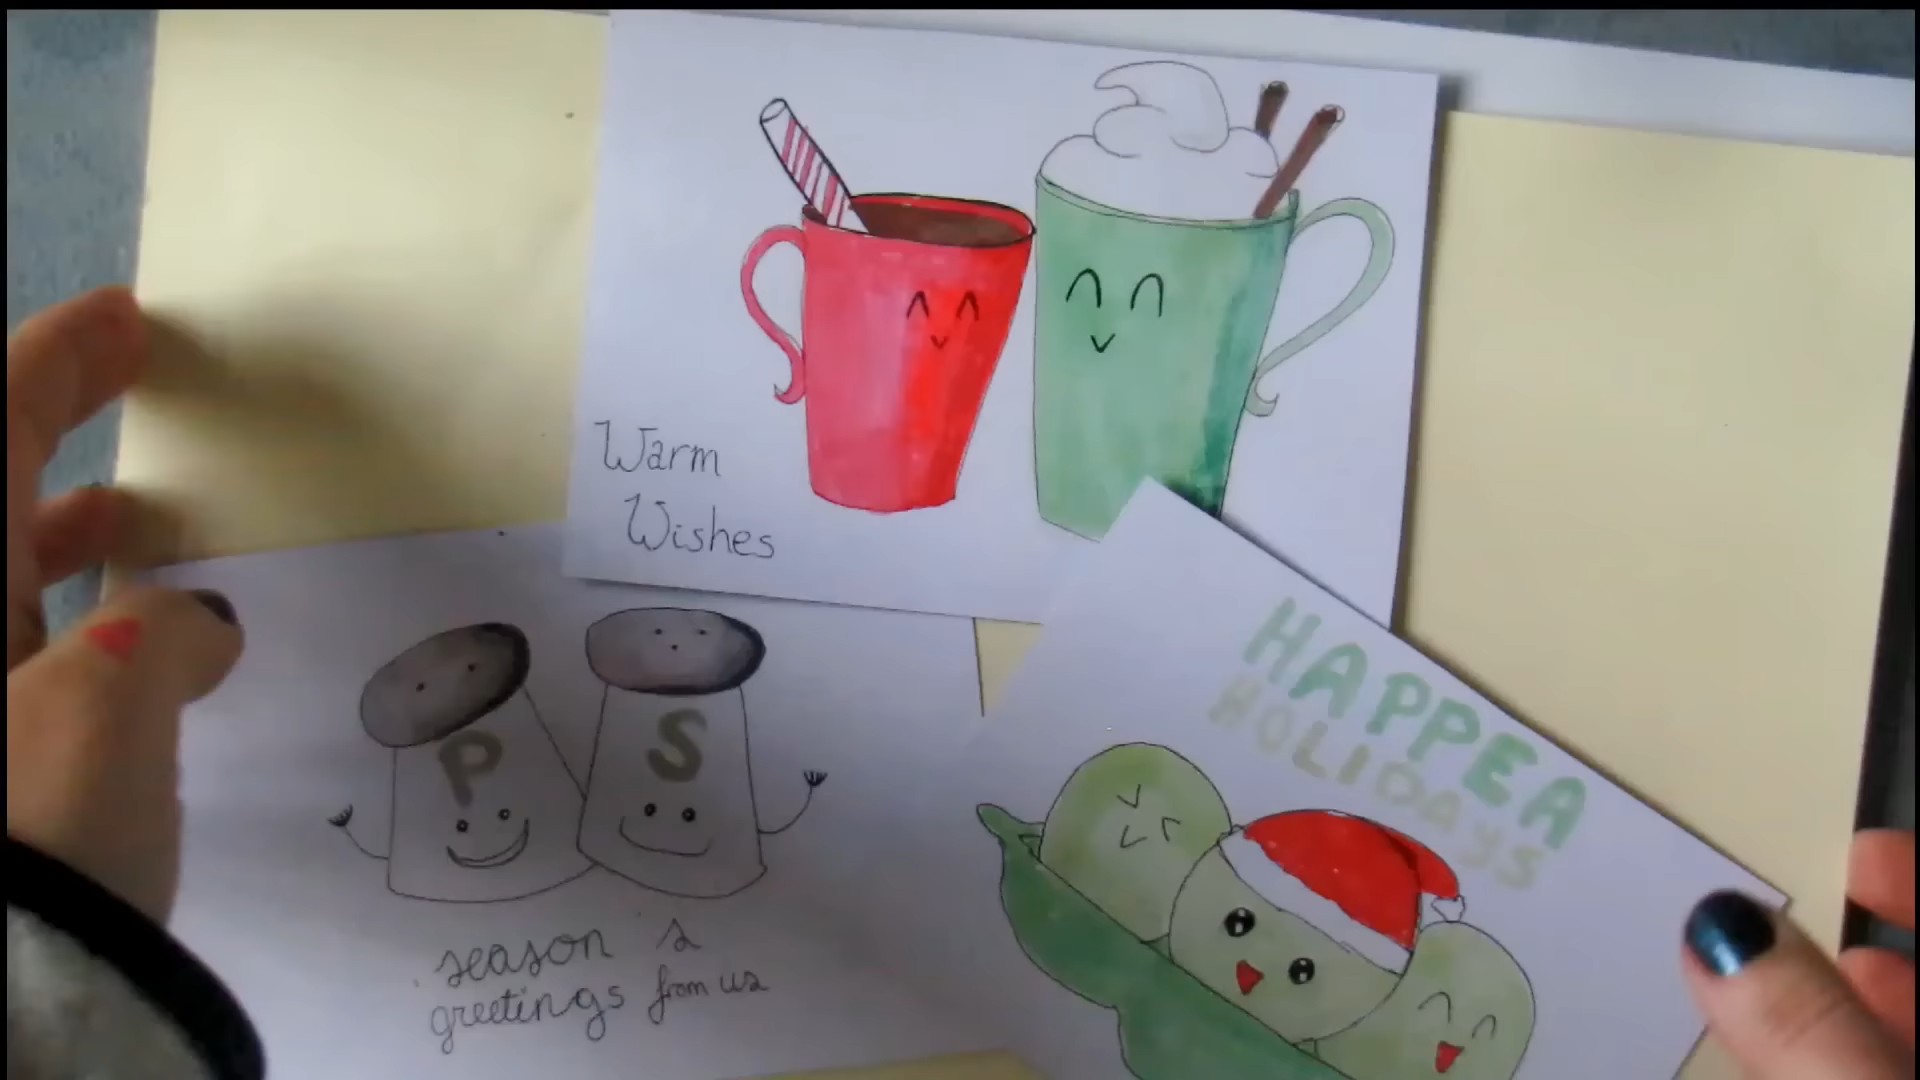 Warm
Wishes
P S
season s
greetings from us
HAPPEA
HOLIDAYS